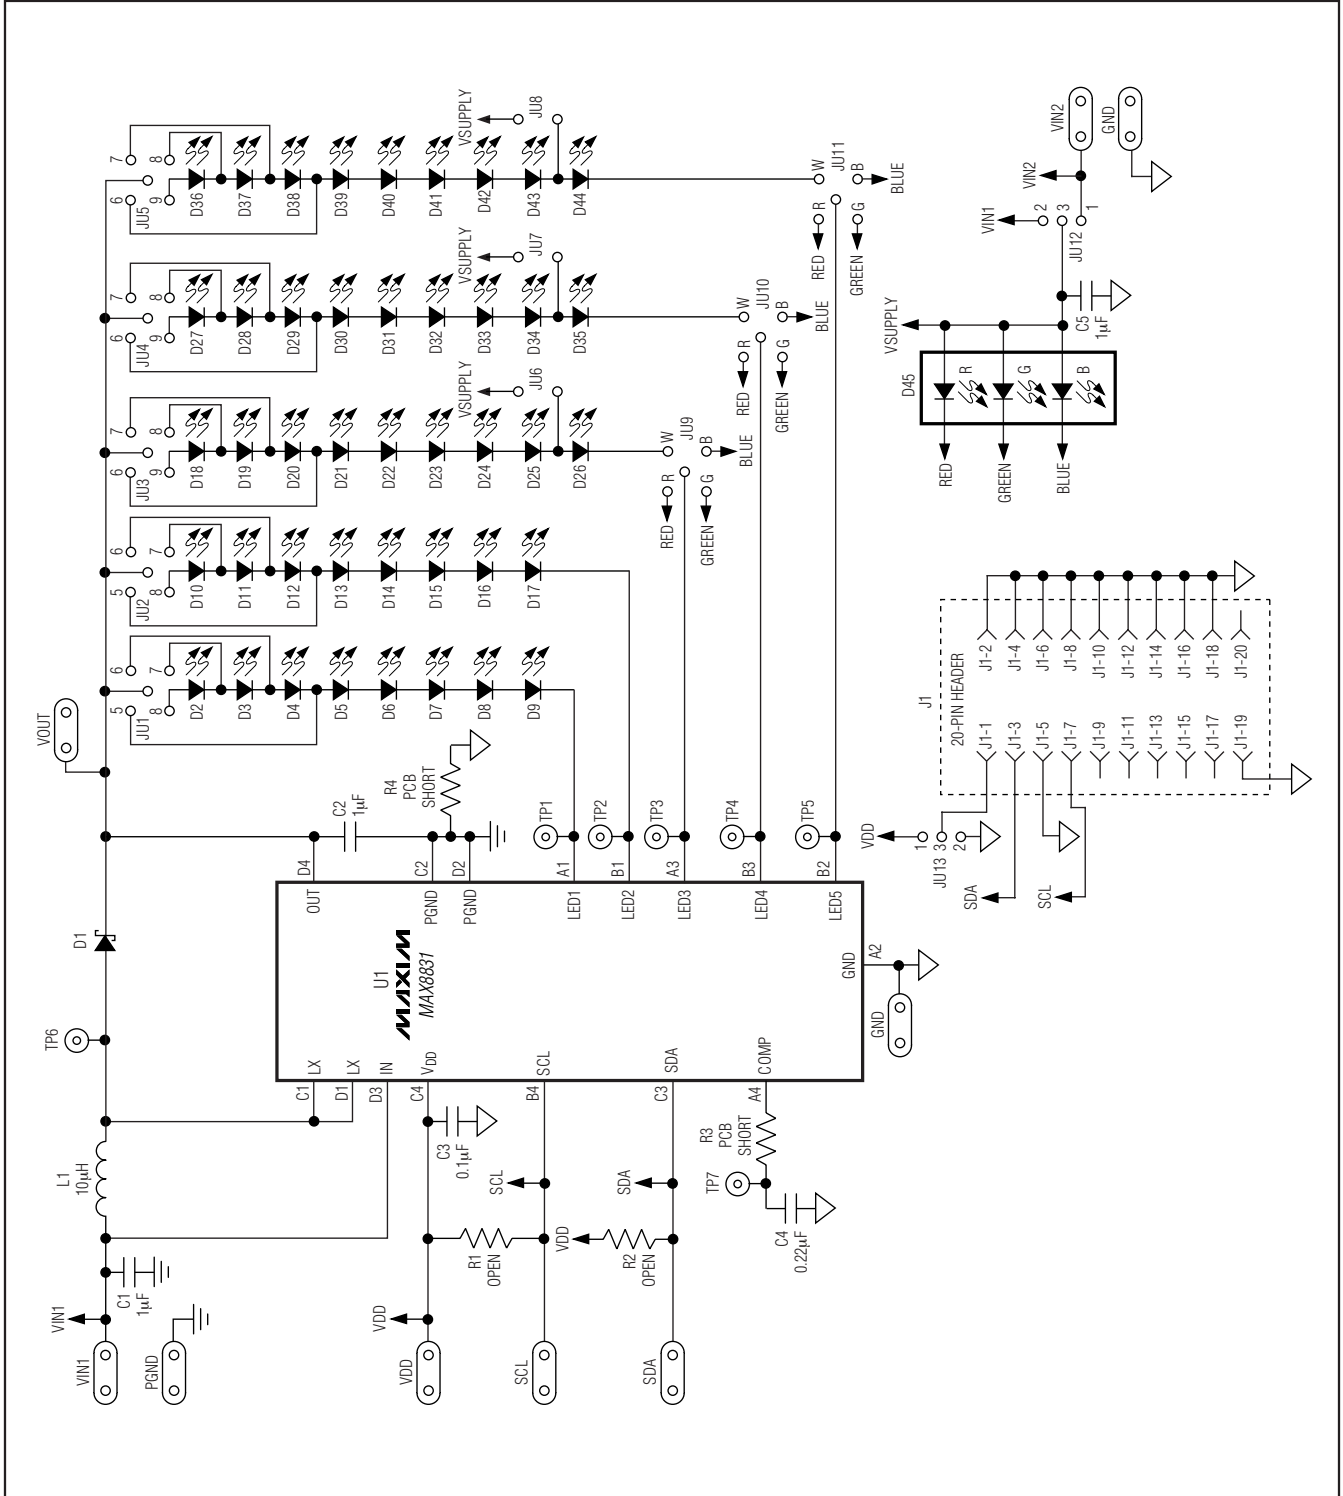 VIN1
PGND
VIN1
C1
1µF
L1
10µH
TP6
D1
VOUT
VDD
VDD
SCL
SDA
R1
OPEN
SCL
C3
0.1µF
VDD
R2
OPEN
SDA
TP7
R3
PCB
SHORT
C4
0.22µF
C1
LX
D1
LX
D3
IN
C4
VDD
B4
SCL
C3
SDA
A4
COMP
U1
MAXIM
MAX8831
OUT
D4
PGND
C2
PGND
D2
LED1
A1
LED2
B1
LED3
A3
LED4
B3
LED5
B2
GND
A2
GND
C2
1µF
R4
PCB
SHORT
TP1
TP2
TP3
TP4
TP5
JU1
5
6
7
8
D2
D3
D4
D5
D6
D7
D8
D9
JU2
5
6
7
8
D10
D11
D12
D13
D14
D15
D16
D17
JU3
6
7
8
9
D18
D19
D20
D21
D22
D23
D24
D25
D26
VSUPPLY
JU6
JU4
6
7
8
9
D27
D28
D29
D30
D31
D32
D33
D34
D35
VSUPPLY
JU7
JU5
6
7
8
9
D36
D37
D38
D39
D40
D41
D42
D43
D44
VSUPPLY
JU8
JU9
W
R
B
G
RED
GREEN
BLUE
JU10
W
R
B
G
RED
GREEN
BLUE
JU11
W
R
B
G
RED
GREEN
BLUE
VDD
1
3
2
JU13
SDA
SCL
J1
20-PIN HEADER
J1-1
J1-2
J1-3
J1-4
J1-5
J1-6
J1-7
J1-8
J1-9
J1-10
J1-11
J1-12
J1-13
J1-14
J1-15
J1-16
J1-17
J1-18
J1-19
J1-20
RED
GREEN
BLUE
D45
R
G
B
VSUPPLY
C5
1µF
VIN1
2
3
1
JU12
VIN2
VIN2
GND